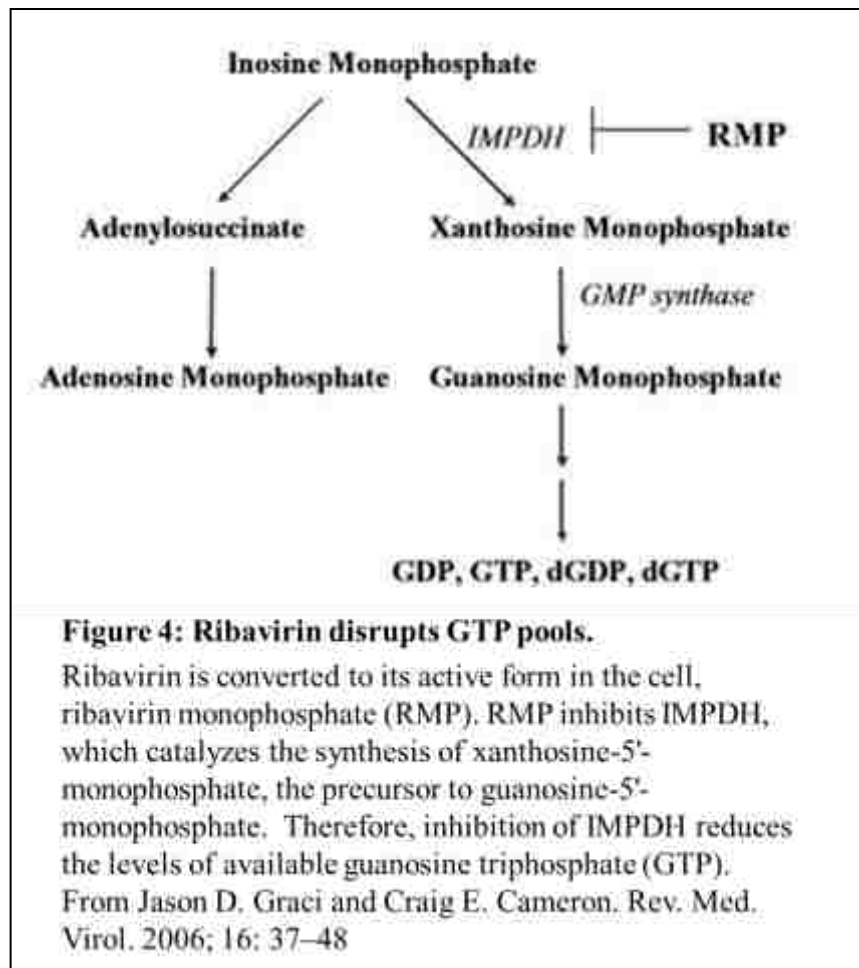 Inosine Monophosphate
IMPDH
RMP
Adenylosuccinate
Xanthosine Monophosphate
GMP synthase
Adenosine Monophosphate
Guanosine Monophosphate
GDP, GTP, dGDP, dGTP
Figure 4: Ribavirin disrupts GTP pools.
Ribavirin is converted to its active form in the cell,
ribavirin monophosphate (RMP). RMP inhibits IMPDH,
which catalyzes the synthesis of xanthosine-5'-
monophosphate, the precursor to guanosine-5'-
monophosphate. Therefore, inhibition of IMPDH reduces
the levels of available guanosine triphosphate (GTP).
From Jason D. Graci and Craig E. Cameron. Rev. Med.
Virol. 2006; 16: 37–48